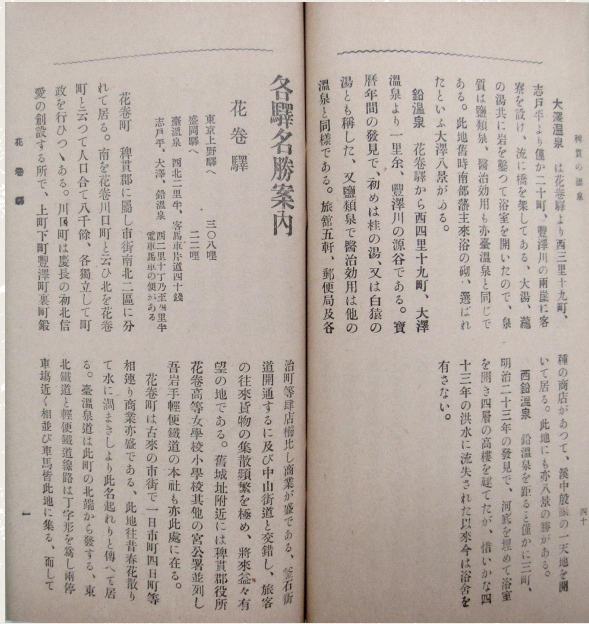 稗貫の溫泉
四十
大澤溫泉 は花卷驛より西三里十九町、
志戸平より僅か二十町、豐澤川の兩崖に客
寮を設け、流に橋を架してある、大湯、瀧
の湯共に岩を鑿つて浴室を開いたので、泉
質は鹽類泉、醫治効用も亦臺溫泉と同じで
ある。此地舊時南部藩主來浴の砌、選ばれ
たといふ大澤八景がある。
鉛溫泉 花卷驛から西四里十九町、大澤
溫泉より一里余、豐澤川の源谷である。寶
曆年間の發見で、初めは桂の湯、又は白猿の
湯とも稱した、又鹽類泉で醫治効用は他の
溫泉と同樣である。旅館五軒、郵便局及各
種の商店があつて、溪中殷賑の一天地を開
いて居る。此地にも亦八景の勝がある。
西鉛溫泉 鉛溫泉を距ると僅かに三町、
明治二十三年の發見で、河底を埋めて浴室
を開き四層の高樓を建てたが、惜いかな四
十三年の洪水に流失された以來今は浴舍を
有さない。
各驛名勝案內
花卷驛
東京上野驛へ 三〇八哩
盛岡驛へ 二二哩
臺溫泉 西北二里半、客馬車片道四十錢
志戸平、大澤、鉛溫泉 西二里十丁乃至四里半
電車馬車の便がある
花卷町 稗貫郡に屬し市街南北二區に分
れて居る。南を花卷川口町と云ひ北を花卷
町と云つて人口合て八千餘、各獨立して町
政を行ひつゝある。川口町は慶長の初北信
愛の創設する所で、上町下町豐澤町裏町鍛
治町等肆店櫛比し商業が盛である、釜石街
道開通するに及び中山街道と交錯し、旅客
の往來貨物の集散頻繁を極め、將來益々有
望の地である。舊城址附近には稗貫郡役所
花卷高等女學校小學校其他の官公署並列し
吾岩手輕便鐵道の本社も亦此處に在る。
花卷町は古來の市街で一日市町四日町等
相連り商業亦盛である、此地往昔春花散り
て水に渦まきしより此名起れりと傳へて居
る。臺溫泉道は此町の北端から發する、東
北鐵道と輕便鐵道線路は丁字形を爲し兩停
車場近く相並び車馬皆此地に集る、而して
花卷驛
一